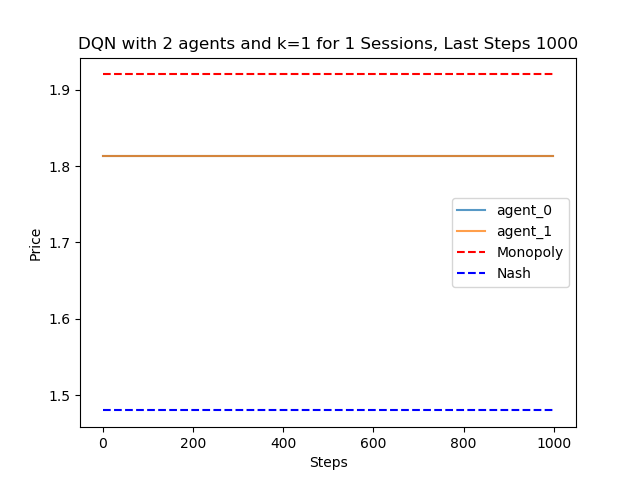 DQN with 2 agents and k=1 for 1 Sessions, Last Steps 1000
1.9
1.8
1.7
1.6
1.5
Price
agent_0
agent_1
Monopoly
Nash
0 200 400 600 800 1000
Steps